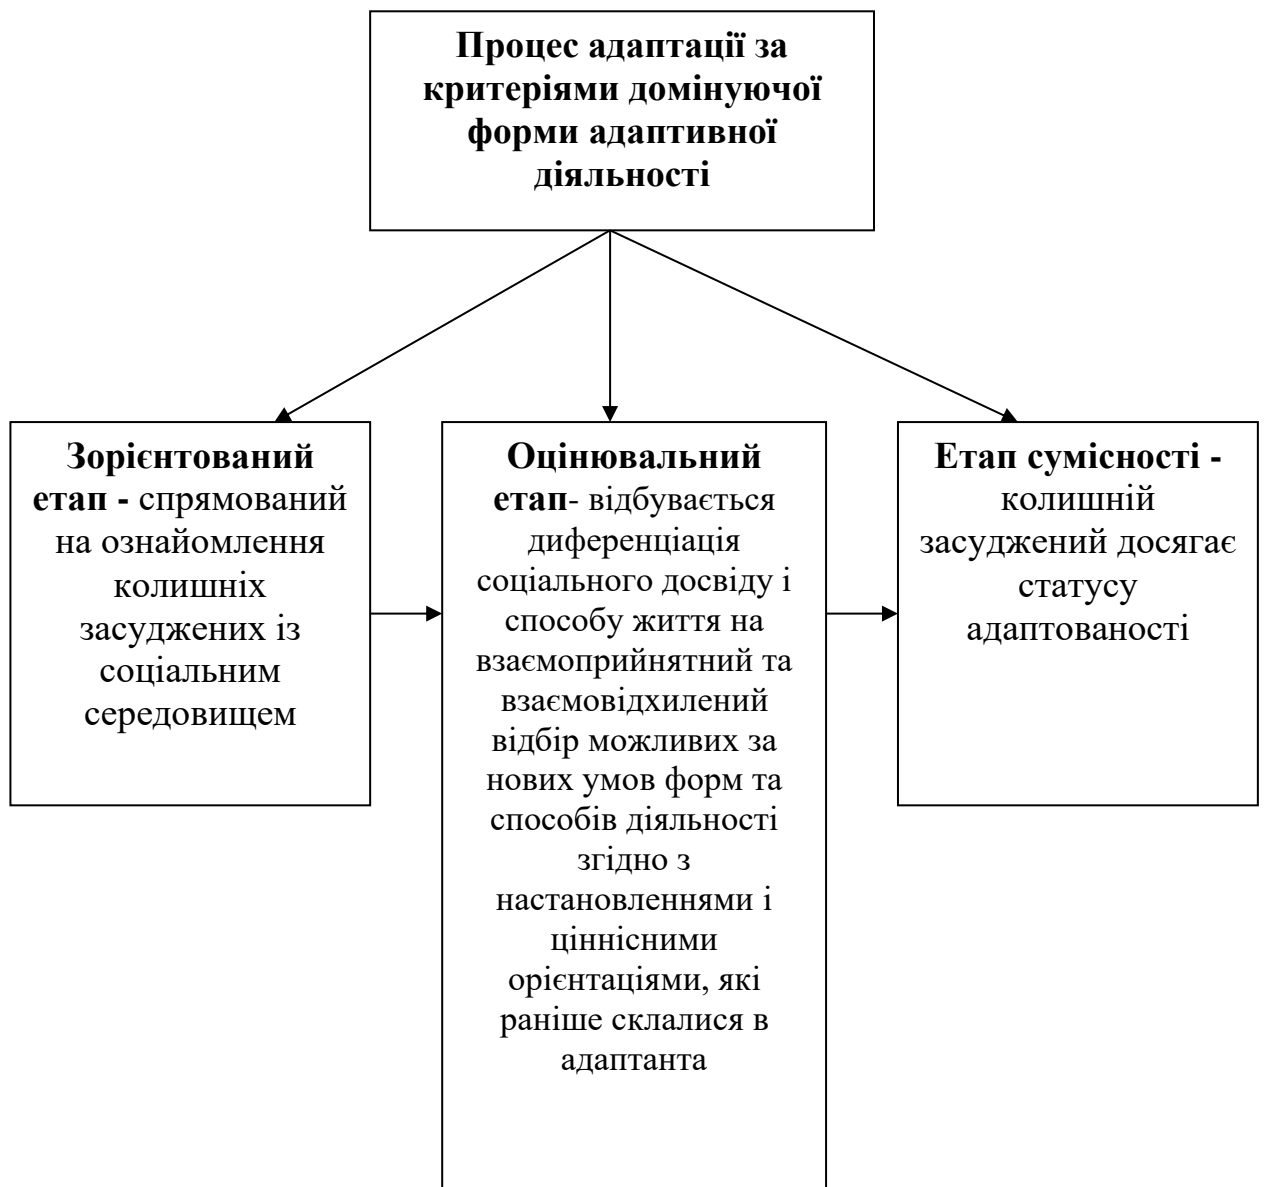 Процес адаптації за
критеріями домінуючої
форми адаптивної
діяльності
Зорієнтований
етап - спрямований
на ознайомлення
колишніх
засуджених із
соціальним
середовищем
Оцінювальний
етап- відбувається
диференціація
соціального досвіду і
способу життя на
взаємоприйнятний та
взаємовідхилений
відбір можливих за
нових умов форм та
способів діяльності
згідно з
настановленнями і
ціннісними
орієнтаціями, які
раніше склалися в
адаптанта
Етап сумісності -
колишній
засуджений досягає
статусу
адаптованості